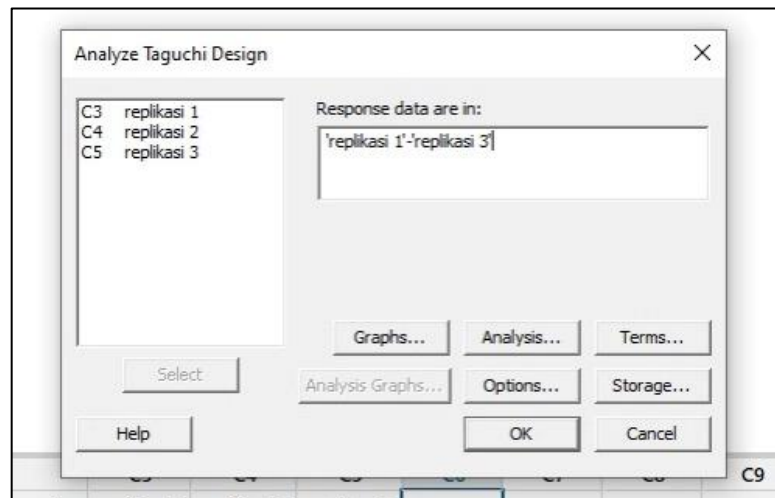 Analyze Taguchi Design
C3 replikasi 1
C4 replikasi 2
C5 replikasi 3
Response data are in:
'replikasi 1'-'replikasi 3'
Graphs...
Analysis...
Terms...
Select
Analysis Graphs...
Options...
Storage...
Help
OK
Cancel
C9